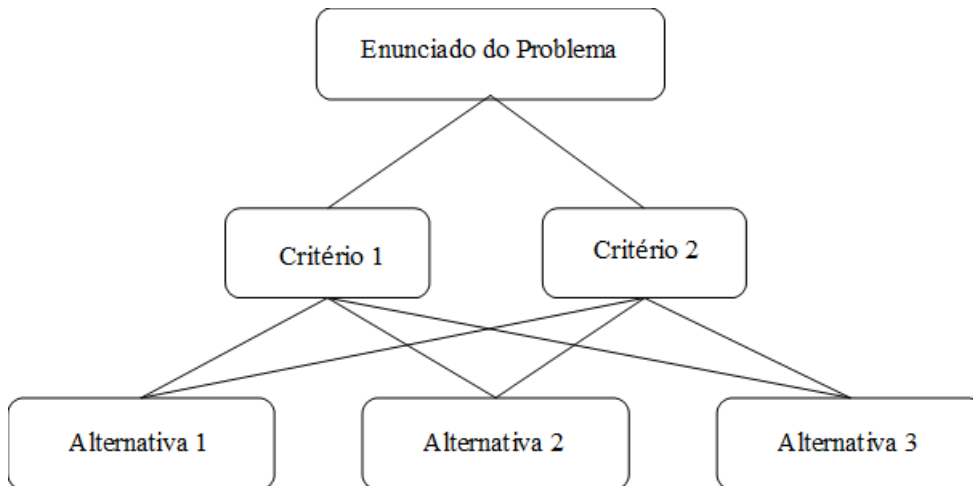 Enunciado do Problema
Critério 1
Critério 2
Alternativa 1
Alternativa 2
Alternativa 3